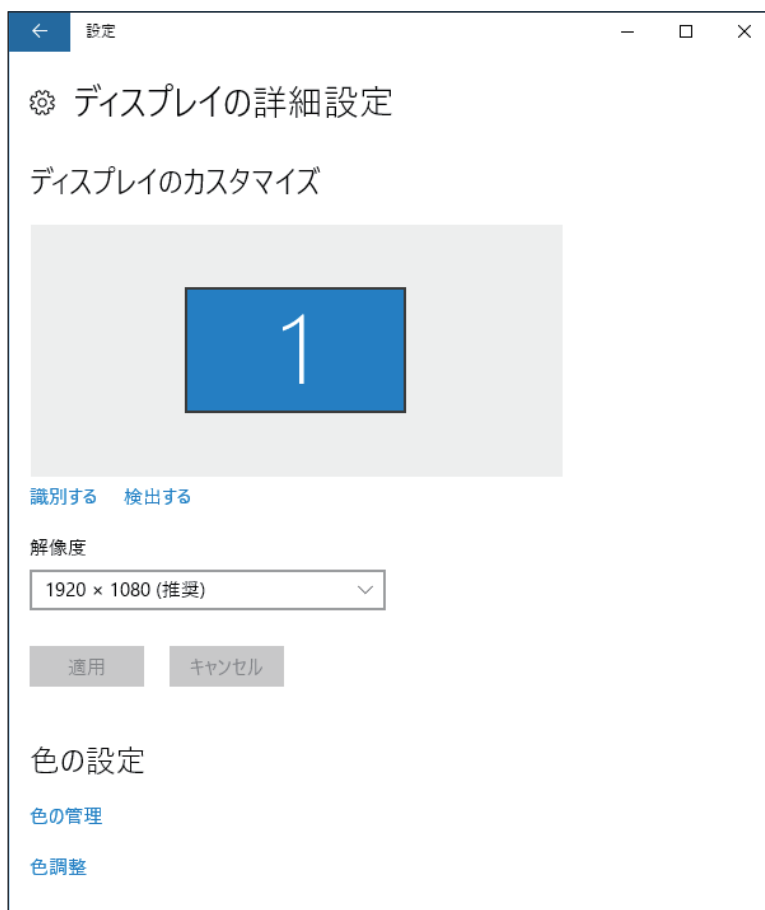 設定
ディスプレイの詳細設定
ディスプレイのカスタマイズ
1
識別する 検出する
解像度
1920 × 1080 (推奨)
適用 キャンセル
色の設定
色の管理
色調整